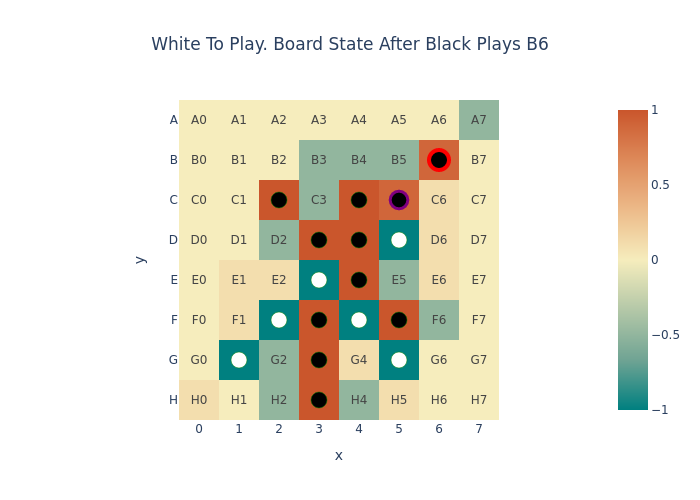 White To Play. Board State After Black Plays B6
A A0 A1 A2 A3 A4 A5 A6 A7
B B0 B1 B2 B3 B4 B5 B7
C C0 C1 C3 C6 C7
D D0 D1 D2 D6 D7
E E0 E1 E2 E5 E6 E7
F F0 F1 F6 F7
G G0 G2 G4 G6 G7
H H0 H1 H2 H4 H5 H6 H7
0 1 2 3 4 5 6 7
x
y
1
0.5
0
−0.5
−1